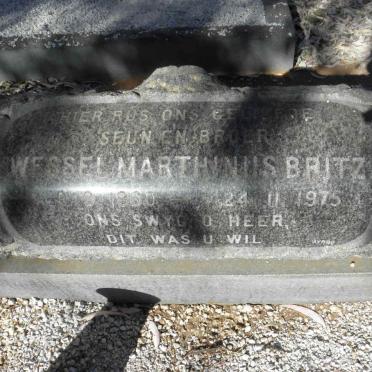 HIER RUS ONS GELIEFDE
SEUN EN BROER
WESSEL MARTHINUS BRITZ
1960 24 11 1975
ONS SWYG O HEER,
DIT WAS U WIL